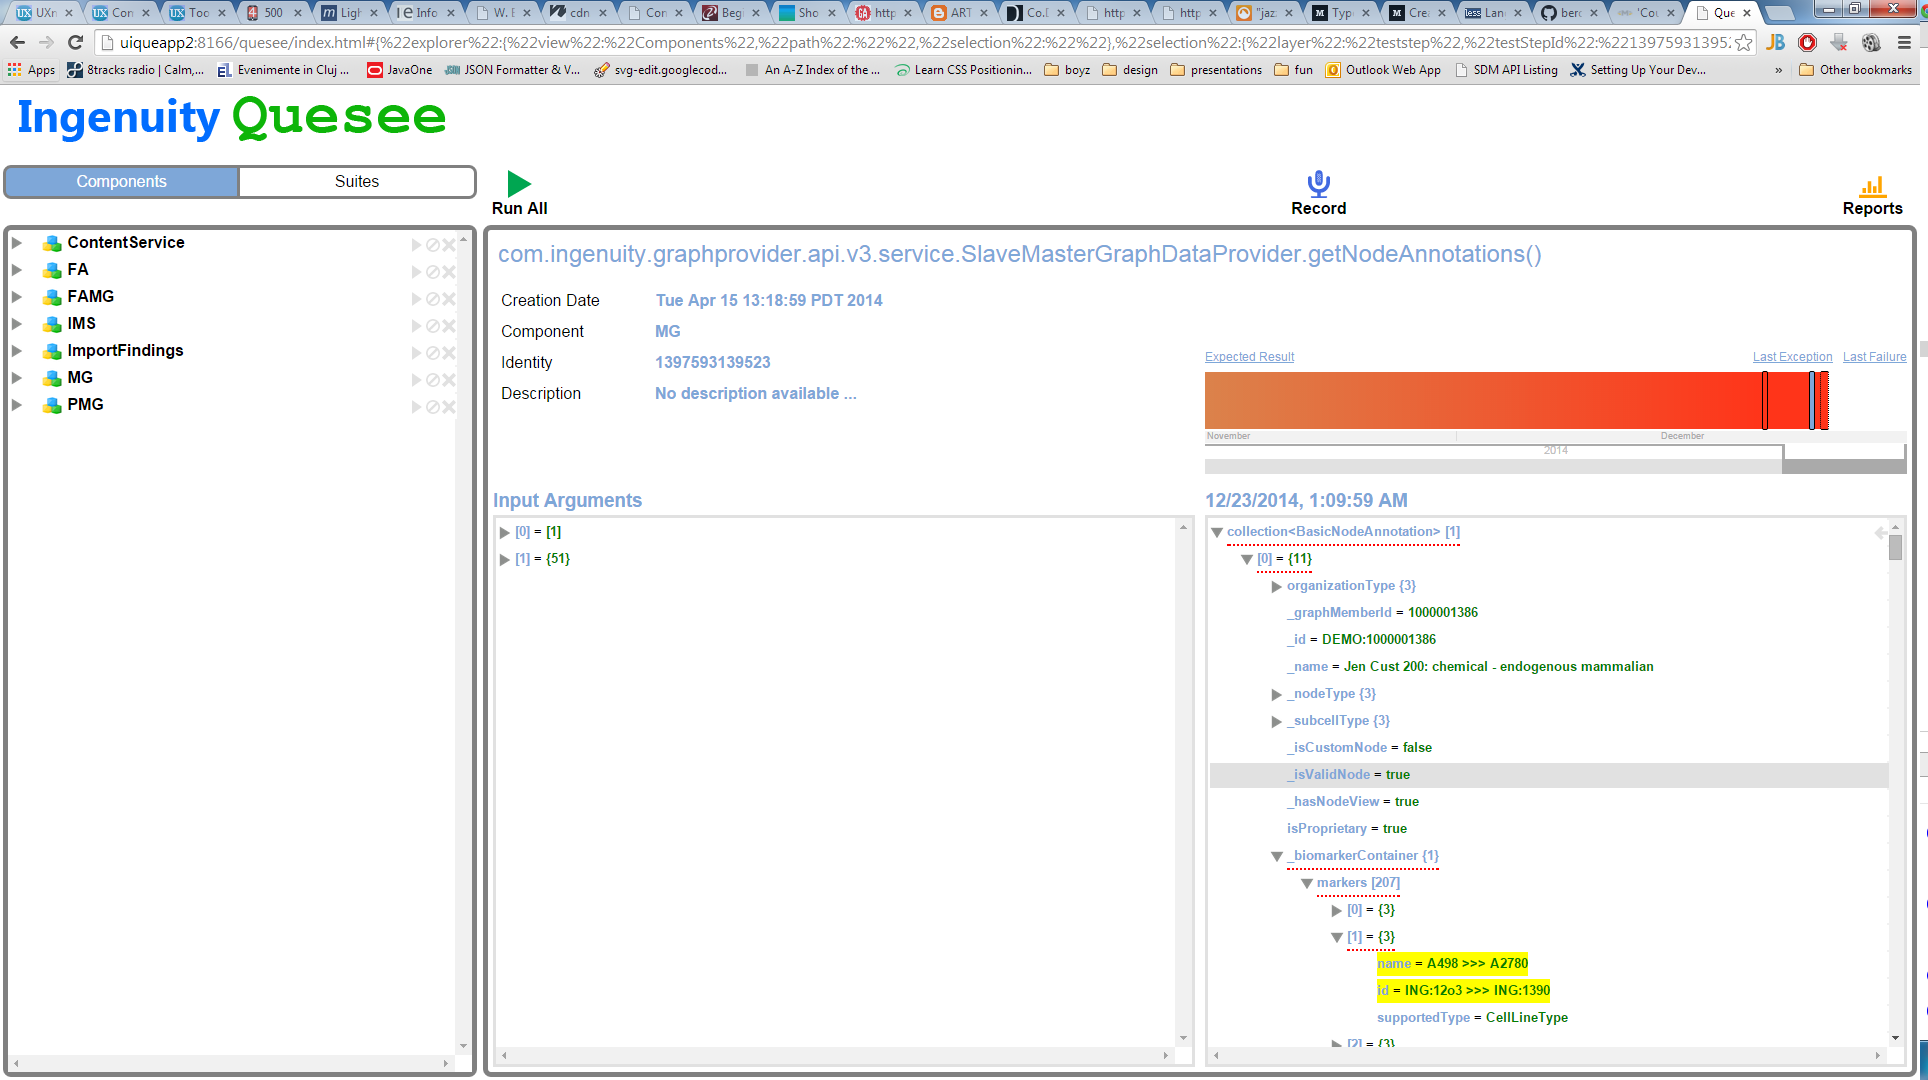 UXn
Con
Too
500
Ligh
Info
W. E
cdn
Con
Begi
Sho
http
ART
Co.D
http
http
"jaz
Type
Crea
Lan
berc
'Cou
Que
uiqueapp2:8166/quesee/index.html#{%22explorer%22:{%22view%22:%22Components%22,%22path%22:%22%22,%22selection%22:%22%22},%22selection%22:{%22layer%22:%22teststep%22,%22testStepId%22:%22139759313952
Apps
8tracks radio | Calm,...
Evenimente in Cluj ...
JavaOne
JSON Formatter & V...
svg-edit.googlecod...
An A-Z Index of the ...
Learn CSS Positionin...
boyz
design
presentations
fun
Outlook Web App
SDM API Listing
Setting Up Your Dev...
»
Other bookmarks
Ingenuity Quesee
Components
Suites
Run All
Record
Reports
ContentService
FA
FAMG
IMS
ImportFindings
MG
PMG
com.ingenuity.graphprovider.api.v3.service.SlaveMasterGraphDataProvider.getNodeAnnotations()
Creation Date Tue Apr 15 13:18:59 PDT 2014
Component MG
Identity 1397593139523
Description No description available ...
Expected Result
Last Exception
Last Failure
November
December
2014
Input Arguments
[0] = [1]
[1] = {51}
12/23/2014, 1:09:59 AM
collection<BasicNodeAnnotation> [1]
[0] = {11}
organizationType {3}
_graphMemberId = 1000001386
_id = DEMO:1000001386
_name = Jen Cust 200: chemical - endogenous mammalian
_nodeType {3}
_subcellType {3}
_isCustomNode = false
_isValidNode = true
_hasNodeView = true
isProprietary = true
_biomarkerContainer {1}
markers [207]
[0] = {3}
[1] = {3}
name = A498 >>> A2780
id = ING:12o3 >>> ING:1390
supportedType = CellLineType
[2] = {3}